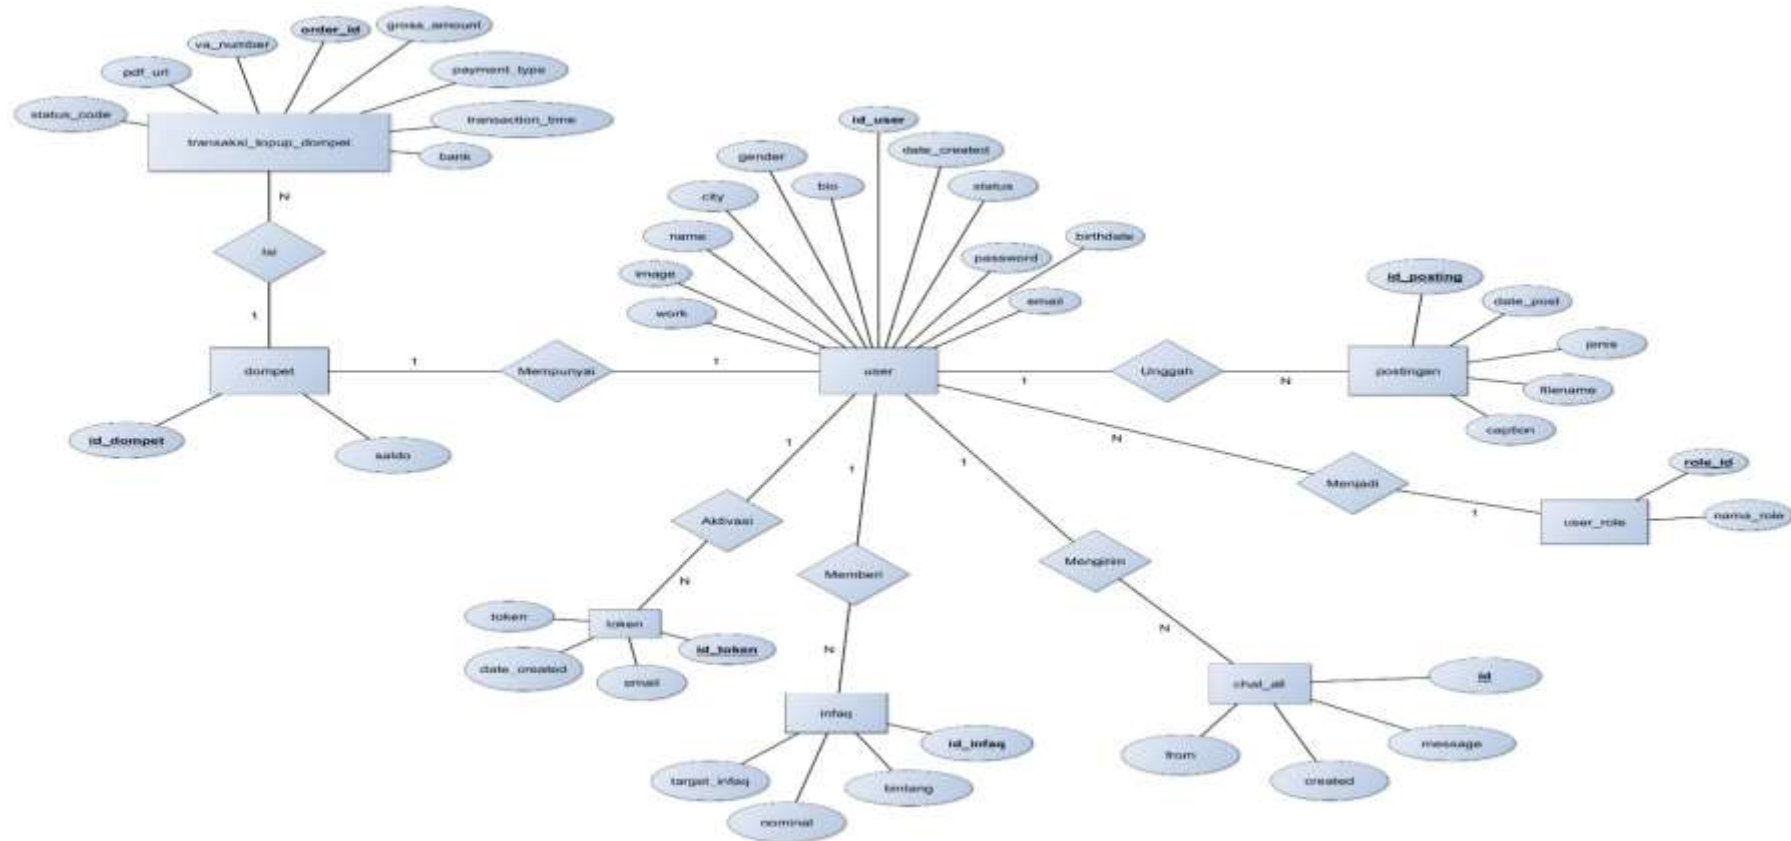 gross_amount
order_id
va_number
payment_type
pdf_url
status_code
transaction_time
transaksi_topup_dompet
bank
N
Isi
1
dompet
id_dompet
saldo
1
Mempunyai
1
id_user
date_created
gender
bio
status
city
name
birthdate
password
image
email
work
user
1
Unggah
N
id_posting
date_post
jenis
postingan
filename
caption
N
Menjadi
1
role_id
nama_role
user_role
1
Aktivasi
N
token
token
id_token
date_created
email
1
Memberi
N
infaq
id_infaq
target_infaq
bintang
nominal
1
Mengirim
N
chat_all
id
message
from
created